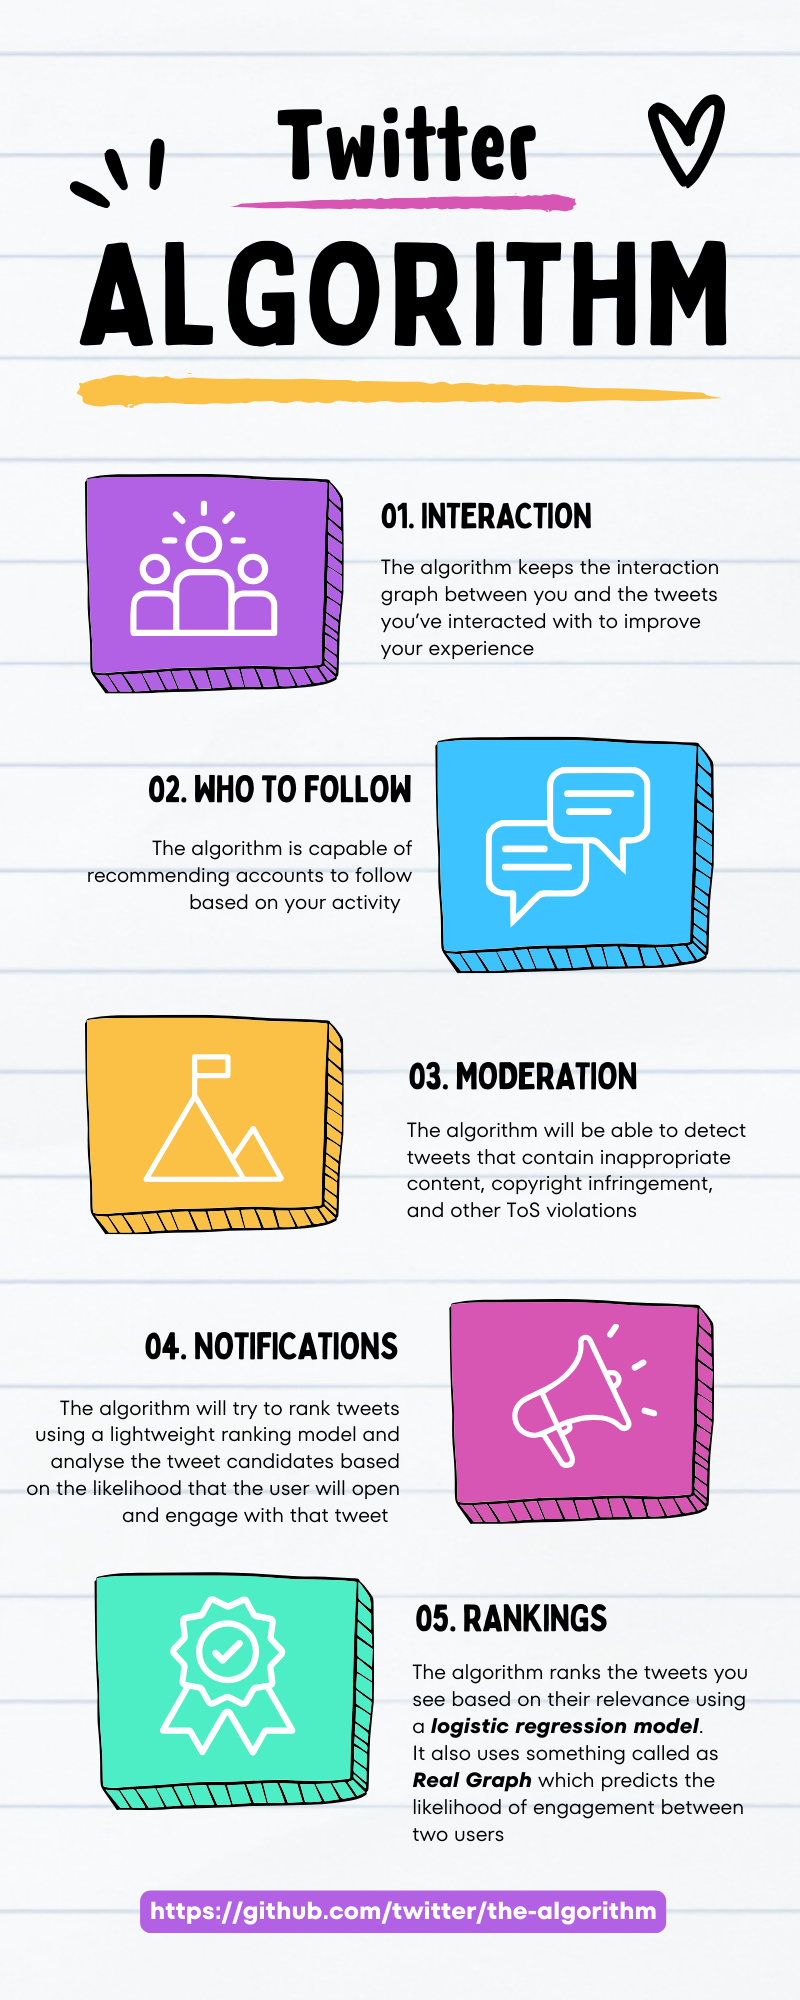 Twitter
ALGORITHM
01. INTERACTION
The algorithm keeps the interaction
graph between you and the tweets
you've interacted with to improve
your experience
02. WHO TO FOLLOW
The algorithm is capable of
recommending accounts to follow
based on your activity
03. MODERATION
The algorithm will be able to detect
tweets that contain inappropriate
content, copyright infringement,
and other ToS violations
04. NOTIFICATIONS
The algorithm will try to rank tweets
using a lightweight ranking model and
analyse the tweet candidates based
on the likelihood that the user will open
and engage with that tweet
05. RANKINGS
The algorithm ranks the tweets you
see based on their relevance using
a logistic regression model.
It also uses something called as
Real Graph which predicts the
likelihood of engagement between
two users
https://github.com/twitter/the-algorithm